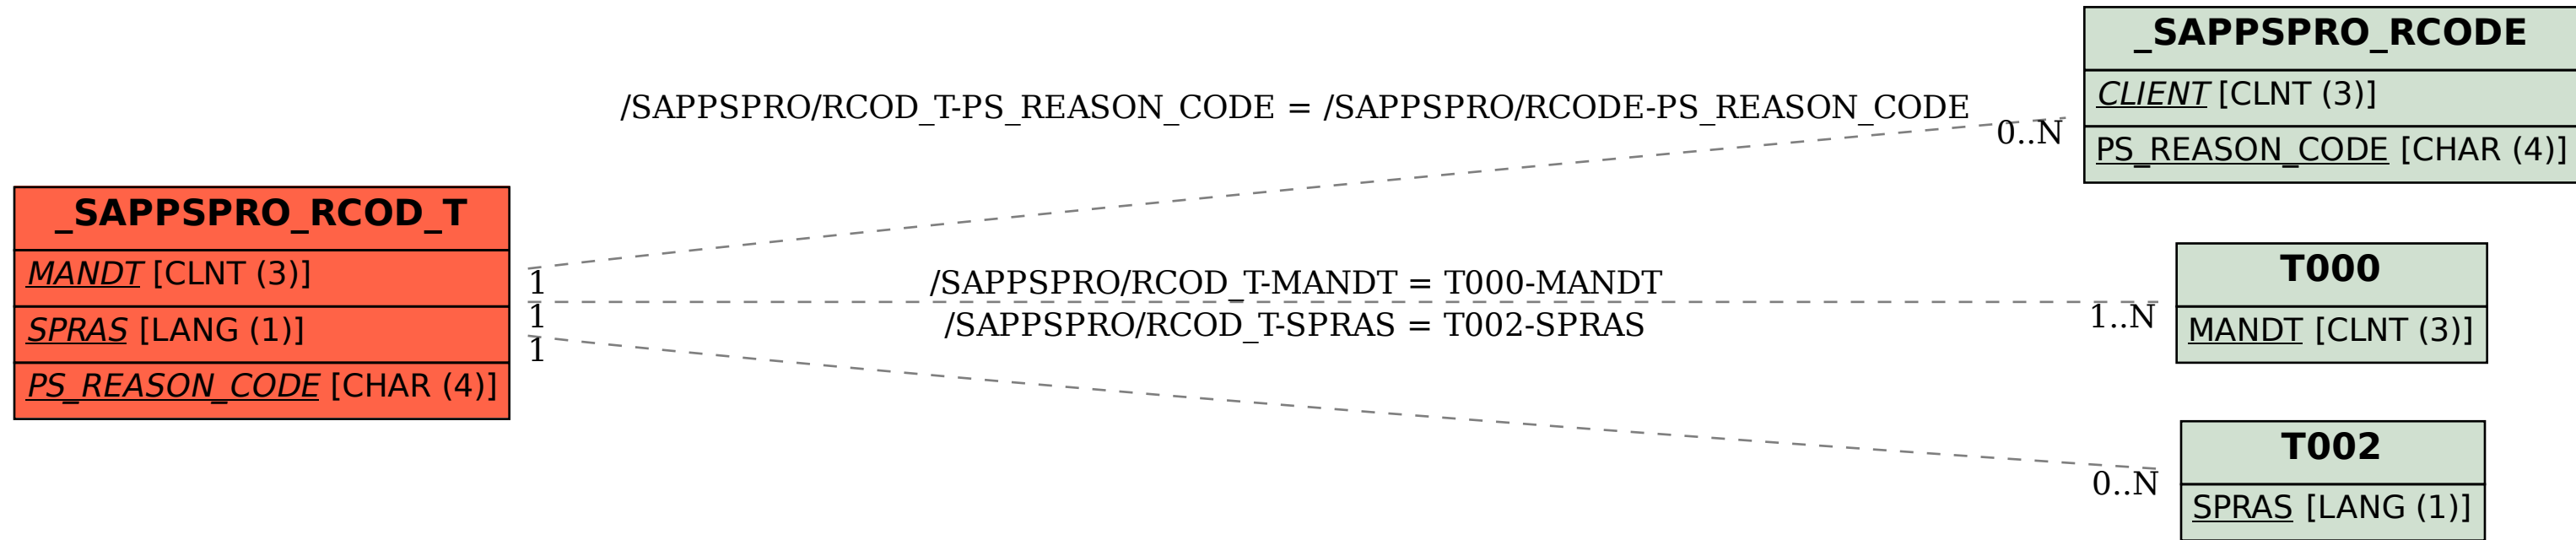 _SAPPSPRO_RCODE
CLIENT [CLNT (3)]
PS_REASON_CODE [CHAR (4)]
/SAPPSPRO/RCOD_T-PS_REASON_CODE = /SAPPSPRO/RCODE-PS_REASON_CODE
0..N
_SAPPSPRO_RCOD_T
MANDT [CLNT (3)]
SPRAS [LANG (1)]
PS_REASON_CODE [CHAR (4)]
1
1
1
/SAPPSPRO/RCOD_T-MANDT = T000-MANDT
/SAPPSPRO/RCOD_T-SPRAS = T002-SPRAS
1..N
T000
MANDT [CLNT (3)]
0..N
T002
SPRAS [LANG (1)]